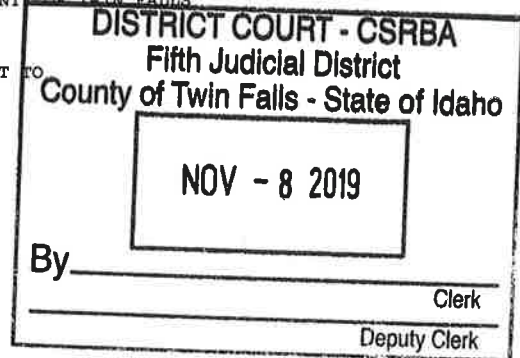 DISTRICT COURT - CSRBA
Fifth Judicial District
TO
County of Twin Falls - State of Idaho
NOV - 8 2019
By
Clerk
Deputy Clerk